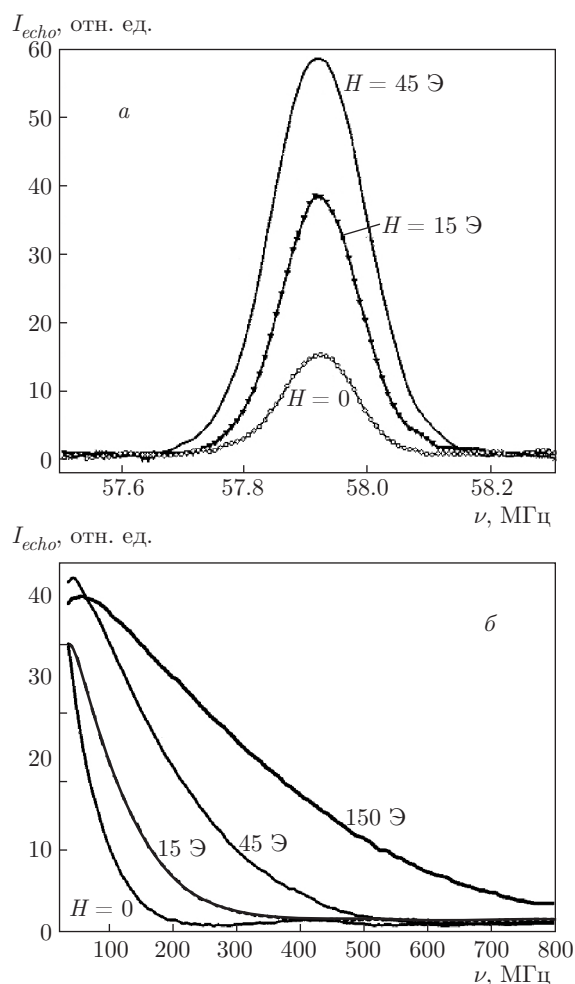 I_echo, отн. ед.
60
50
40
30
20
10
0
а
H = 45 Э
H = 15 Э
H = 0
57.6 57.8 58.0 58.2
ν, МГц
I_echo, отн. ед.
40
30
20
10
0
б
150 Э
45 Э
15 Э
H = 0
100 200 300 400 500 600 700 800
ν, МГц